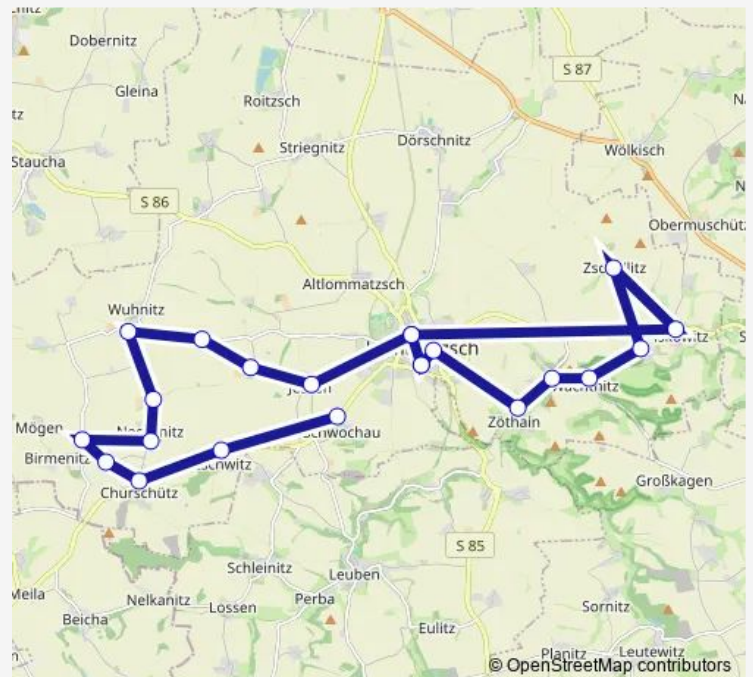 Dobernitz
Gleina
S 87
Roitzsch
Striegnitz
Dörschnitz
Wölkisch
Staucha
S 86
Obermuschütz
Altlommatzsch
Wuhnitz
Zöthain
Mögen
Birmenitz
Schwochau
Churschütz
Großkagen
S 85
Schleinitz
Leuben
Meila
Nelkanitz
Lossen
Perba
Sornitz
Beicha
Eulitz
Planitz
Leutewitz
© OpenStreetMap contributors